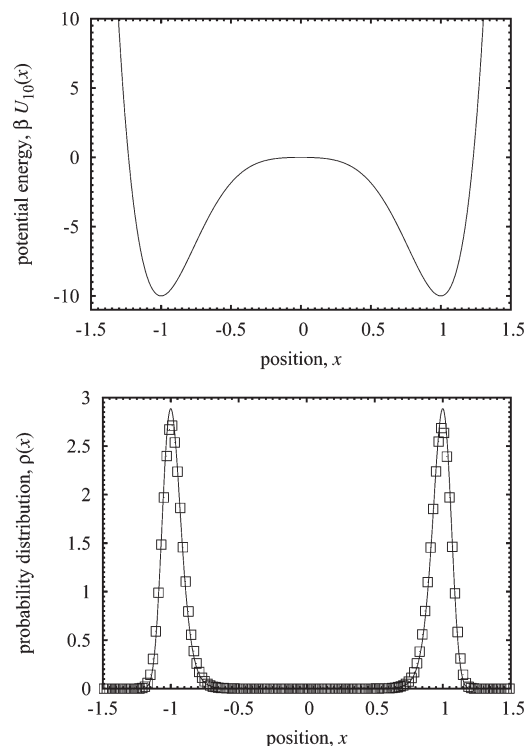 10
5
0
-5
-10
potential energy, β U10(x)
-1.5 -1 -0.5 0 0.5 1 1.5
position, x
3
2.5
2
1.5
1
0.5
0
probability distribution, ρ(x)
-1.5 -1 -0.5 0 0.5 1 1.5
position, x